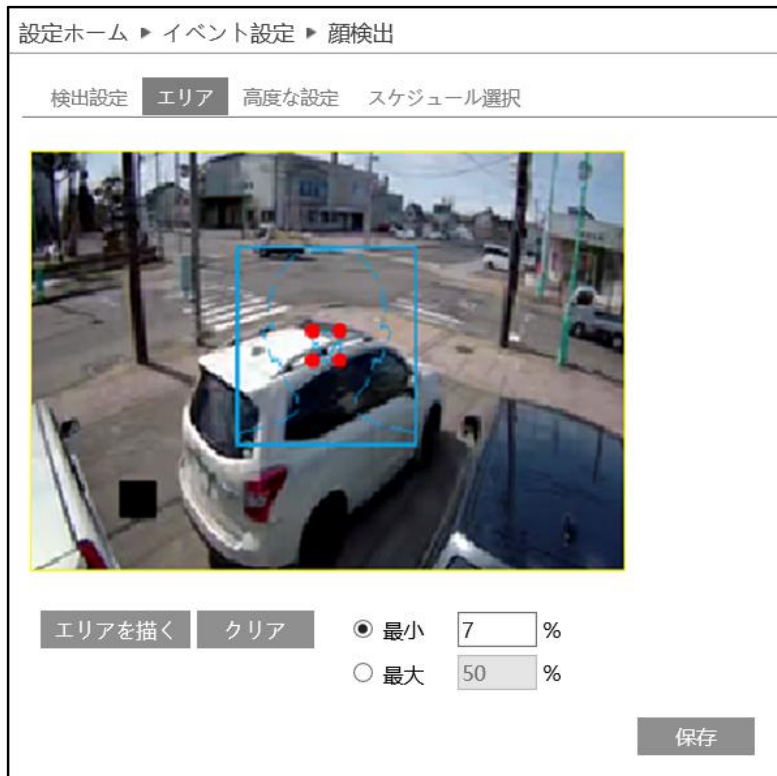 設定ホーム ▶ イベント設定 ▶ 顔検出
検出設定 エリア 高度な設定 スケジュール選択
エリアを描く クリア ◉ 最小 7 %
○ 最大 50 %
保存